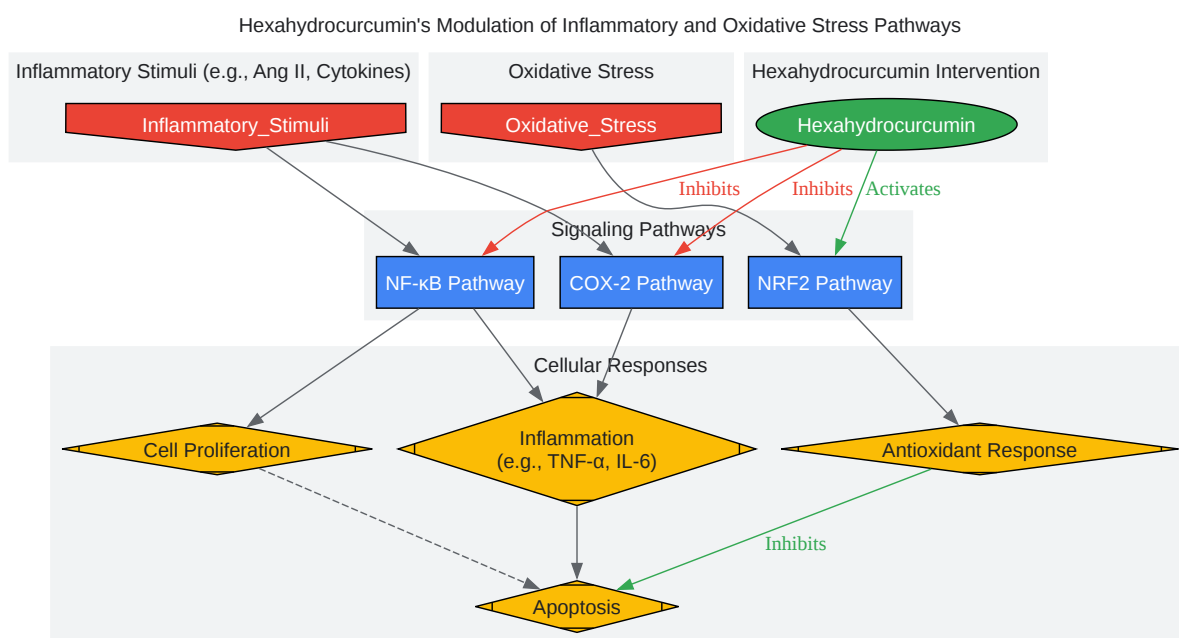 Hexahydrocurcumin's Modulation of Inflammatory and Oxidative Stress Pathways
Inflammatory Stimuli (e.g., Ang II, Cytokines)
Oxidative Stress
Hexahydrocurcumin Intervention
Inflammatory_Stimuli
Oxidative_Stress
Hexahydrocurcumin
Inhibits
Inhibits
Activates
Signaling Pathways
NF-κB Pathway
COX-2 Pathway
NRF2 Pathway
Cellular Responses
Cell Proliferation
Inflammation
(e.g., TNF-α, IL-6)
Antioxidant Response
Inhibits
Apoptosis